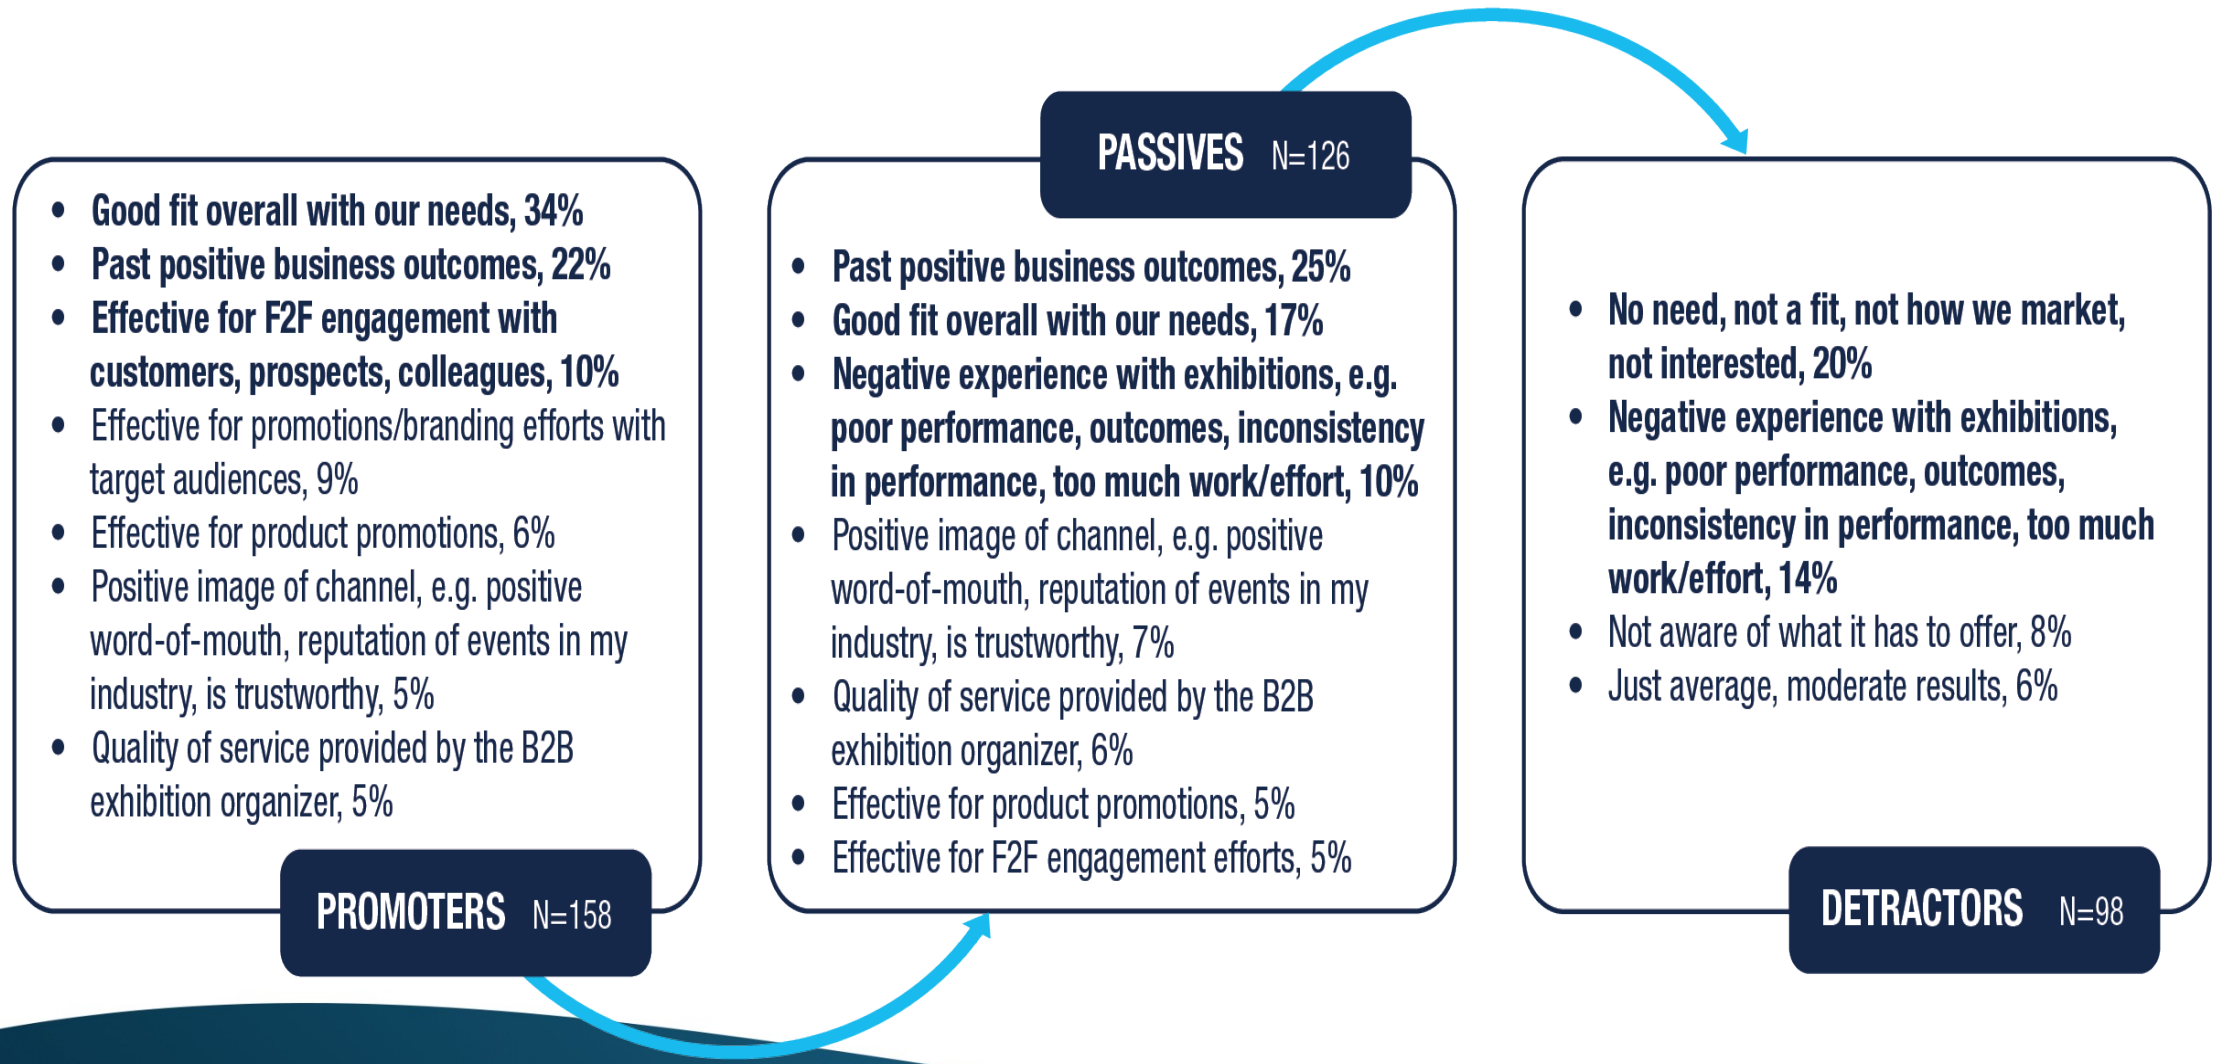 • Good fit overall with our needs, 34%
• Past positive business outcomes, 22%
• Effective for F2F engagement with
customers, prospects, colleagues, 10%
• Effective for promotions/branding efforts with
target audiences, 9%
• Effective for product promotions, 6%
• Positive image of channel, e.g. positive
word-of-mouth, reputation of events in my
industry, is trustworthy, 5%
• Quality of service provided by the B2B
exhibition organizer, 5%
PROMOTERS N=158
PASSIVES N=126
• Past positive business outcomes, 25%
• Good fit overall with our needs, 17%
• Negative experience with exhibitions, e.g.
poor performance, outcomes, inconsistency
in performance, too much work/effort, 10%
• Positive image of channel, e.g. positive
word-of-mouth, reputation of events in my
industry, is trustworthy, 7%
• Quality of service provided by the B2B
exhibition organizer, 6%
• Effective for product promotions, 5%
• Effective for F2F engagement efforts, 5%
• No need, not a fit, not how we market,
not interested, 20%
• Negative experience with exhibitions,
e.g. poor performance, outcomes,
inconsistency in performance, too much
work/effort, 14%
• Not aware of what it has to offer, 8%
• Just average, moderate results, 6%
DETRACTORS N=98